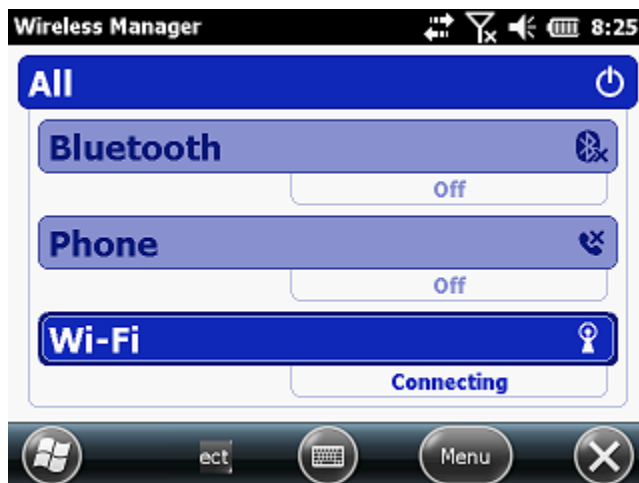 Wireless Manager 8:25
All
Bluetooth
Off
Phone
Off
Wi-Fi
Connecting
ect Menu